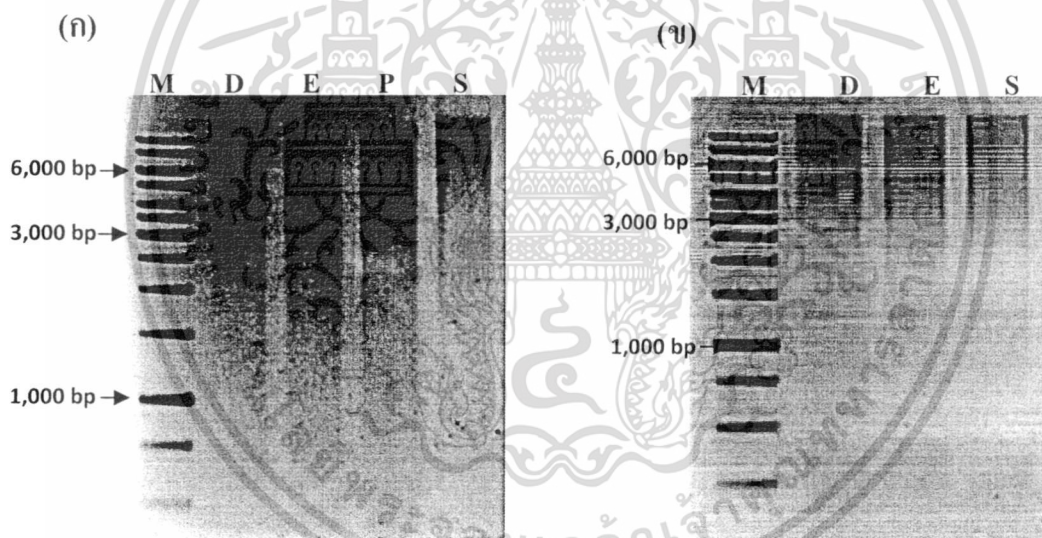 (ก)
(ข)
M D E P S
M D E S
6,000 bp
3,000 bp
1,000 bp
6,000 bp
3,000 bp
1,000 bp